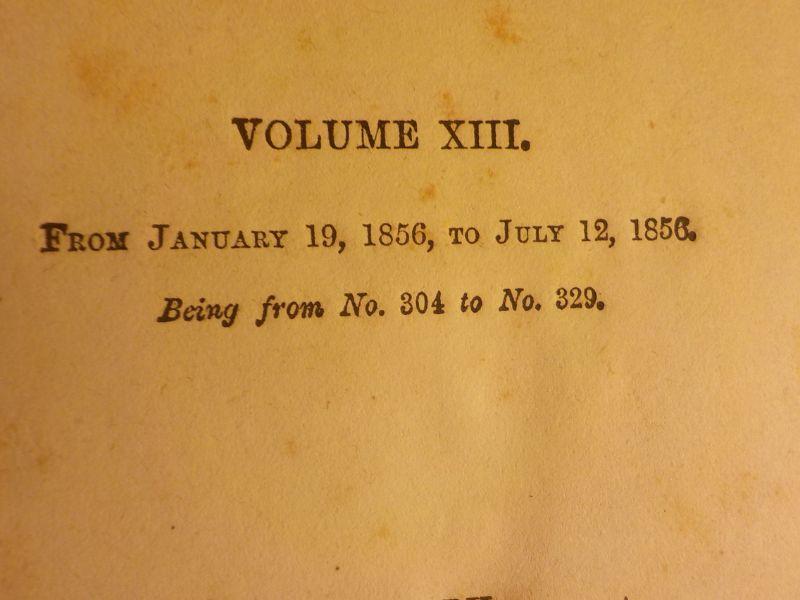 VOLUME XIII.
FROM JANUARY 19, 1856, TO JULY 12, 1856.
Being from No. 304 to No. 329.